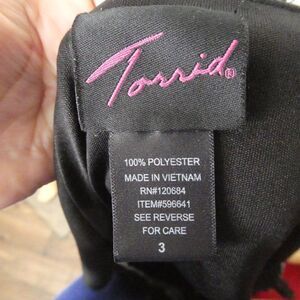 Torrid®
100% POLYESTER
MADE IN VIETNAM
RN#120684
ITEM#596641
SEE REVERSE
FOR CARE
3